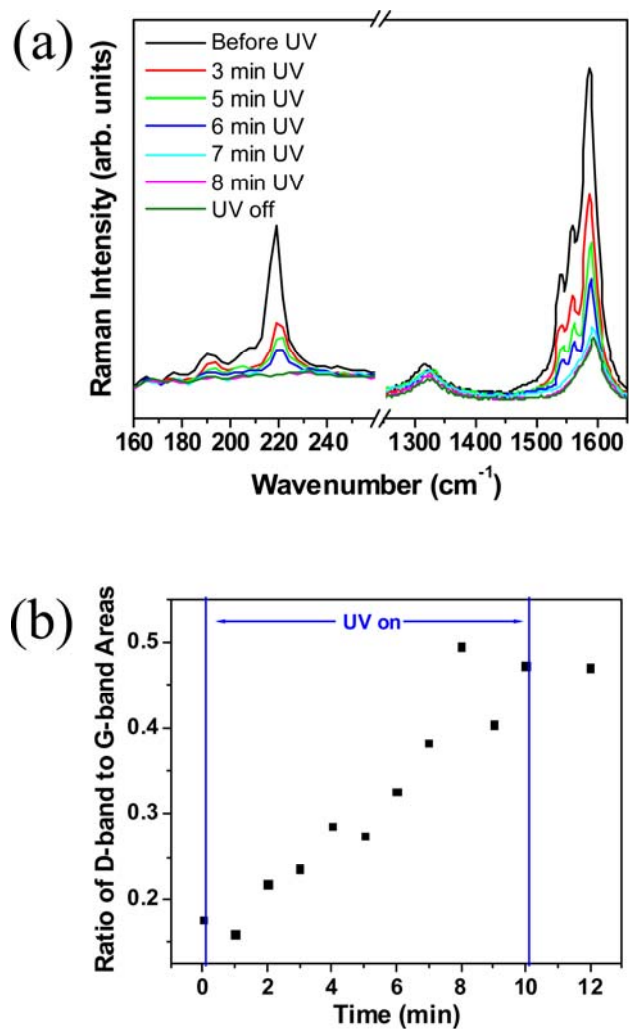 (a)
Before UV
3 min UV
5 min UV
6 min UV
7 min UV
8 min UV
UV off
Raman Intensity (arb. units)
160 180 200 220 240 1300 1400 1500 1600
Wavenumber (cm⁻¹)
(b)
UV on
0.5
0.4
0.3
0.2
Ratio of D-band to G-band Areas
0 2 4 6 8 10 12
Time (min)